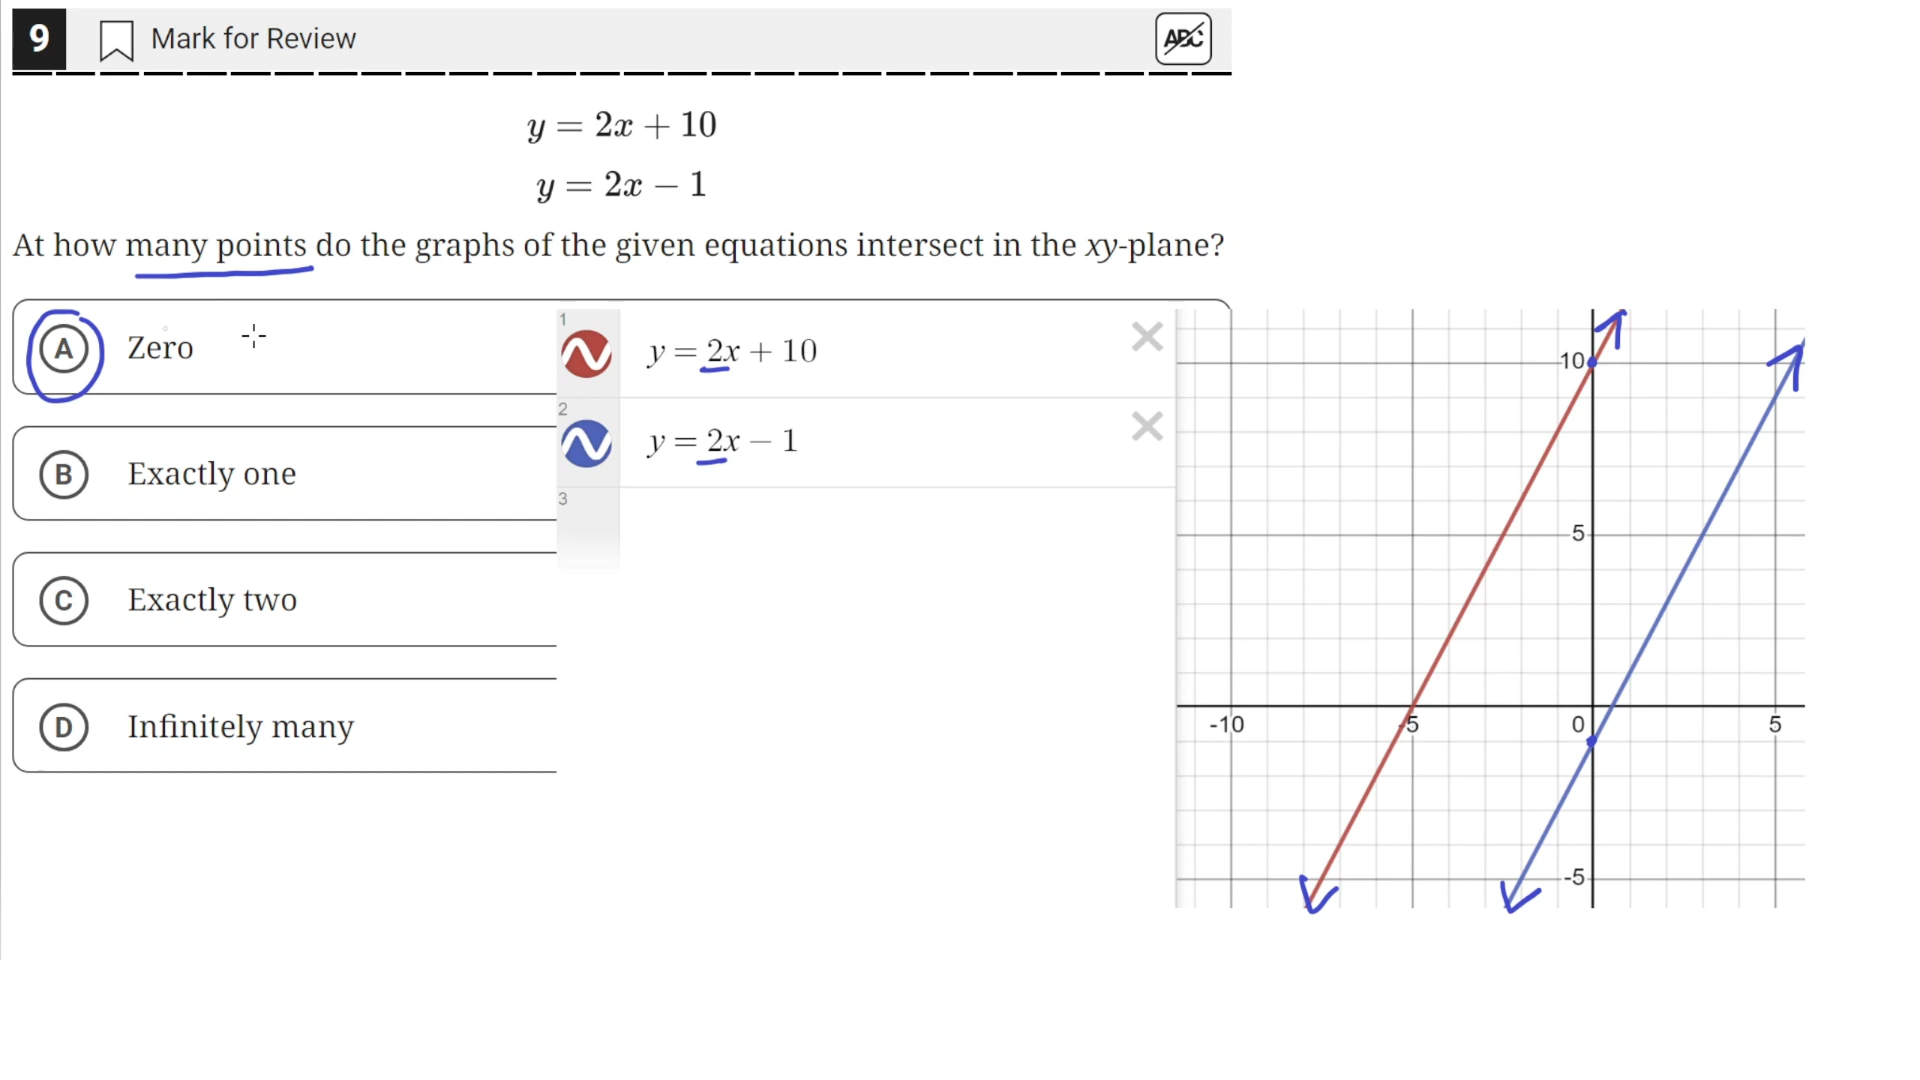 9 Mark for Review ABC
y = 2x + 10
y = 2x − 1
At how many points do the graphs of the given equations intersect in the xy-plane?
A Zero
B Exactly one
C Exactly two
D Infinitely many
1
y = 2x + 10
2
y = 2x − 1
3
10
5
-10 -5 0 5
-5